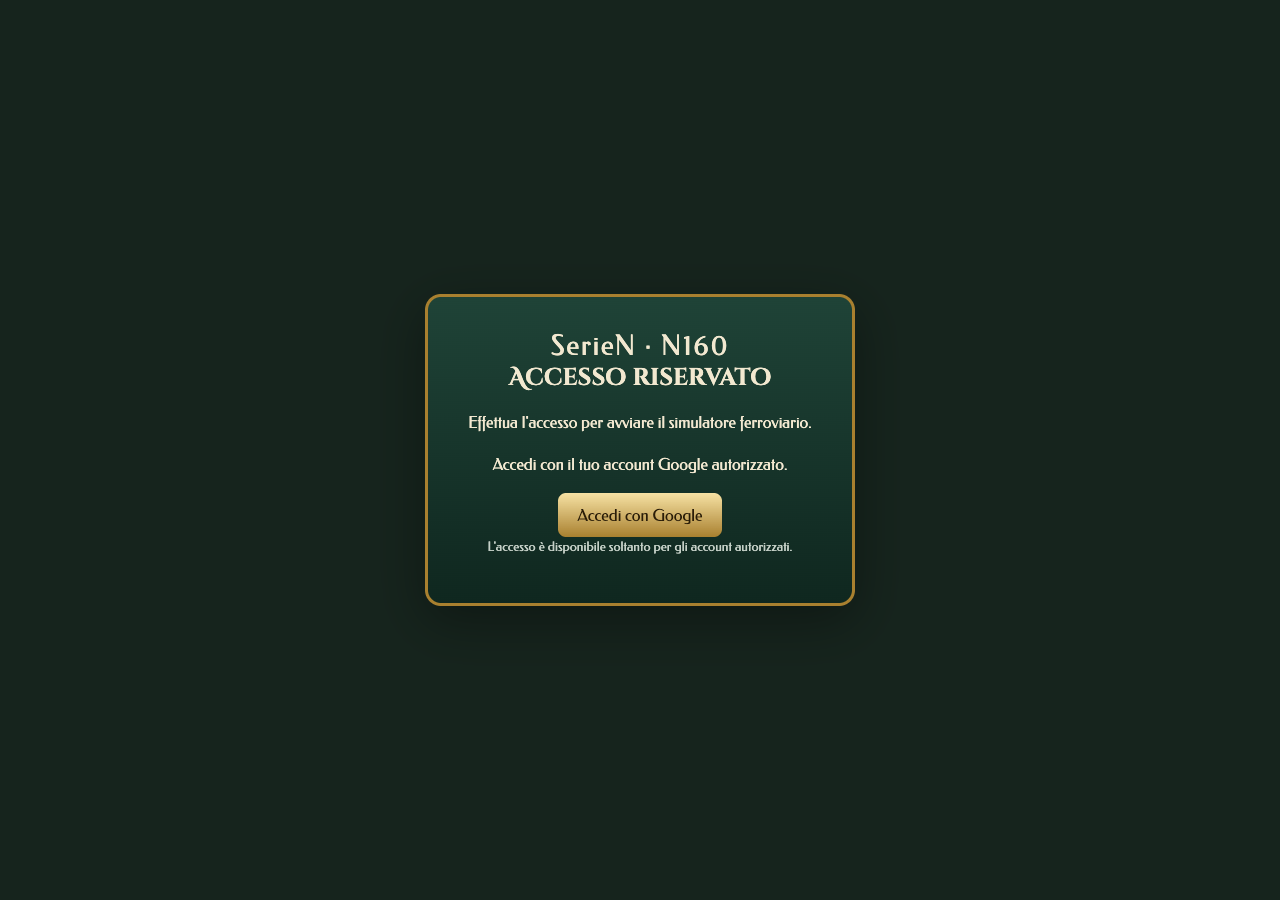 SerieN · N160
ACCESSO RISERVATO
Effettua l'accesso per avviare il simulatore ferroviario.
Accedi con il tuo account Google autorizzato.
Accedi con Google
L'accesso è disponibile soltanto per gli account autorizzati.